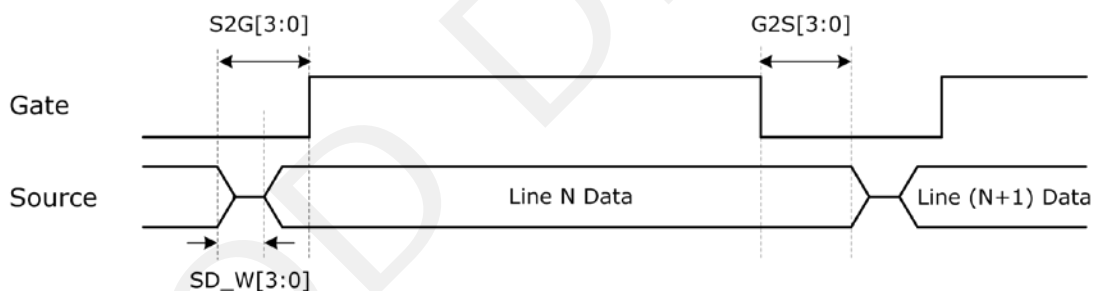 S2G[3:0]
G2S[3:0]
Gate
Source
Line N Data
Line (N+1) Data
SD_W[3:0]